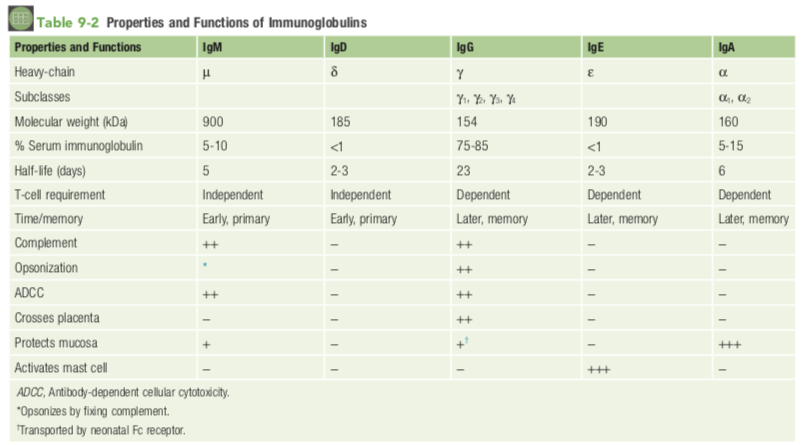 Table 9-2 Properties and Functions of Immunoglobulins
Properties and Functions IgM IgD IgG IgE IgA
Heavy-chain μ δ γ ε α
Subclasses γ₁, γ₂, γ₃, γ₄ α₁, α₂
Molecular weight (kDa) 900 185 154 190 160
% Serum immunoglobulin 5-10 <1 75-85 <1 5-15
Half-life (days) 5 2-3 23 2-3 6
T-cell requirement Independent Independent Dependent Dependent Dependent
Time/memory Early, primary Early, primary Later, memory Later, memory Later, memory
Complement ++ – ++ – –
Opsonization * – ++ – –
ADCC ++ – ++ – –
Crosses placenta – – ++ – –
Protects mucosa + – +† – +++
Activates mast cell – – – +++ –
ADCC, Antibody-dependent cellular cytotoxicity.
*Opsonizes by fixing complement.
†Transported by neonatal Fc receptor.